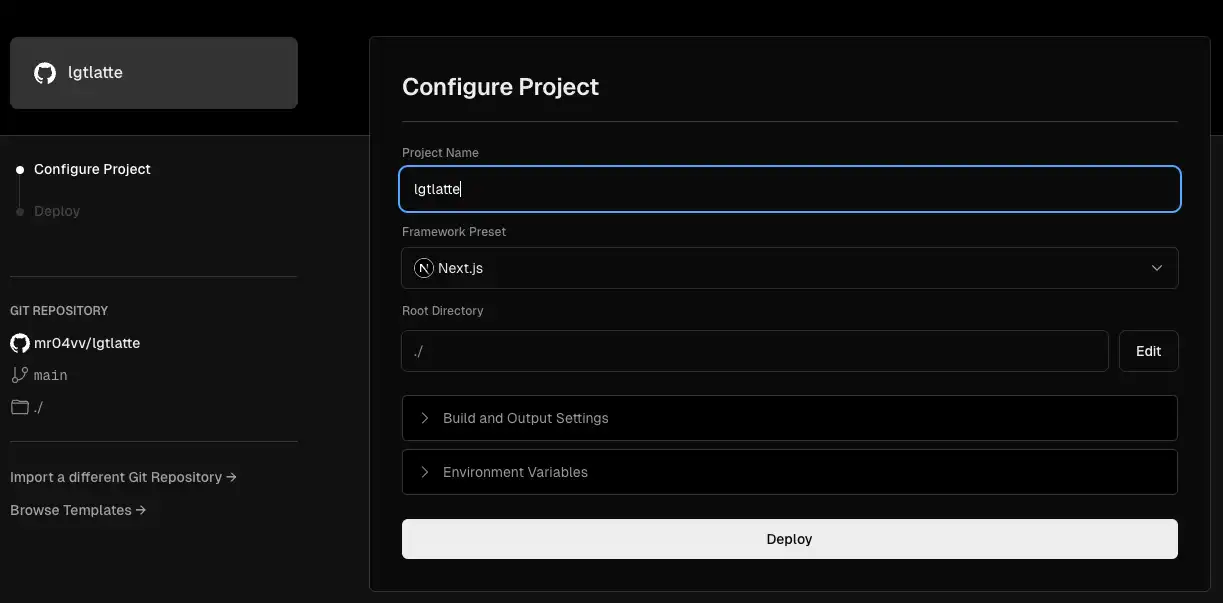 lgtlatte
Configure Project
Deploy
GIT REPOSITORY
mr04vv/lgtlatte
main
./
Import a different Git Repository →
Browse Templates →
Configure Project
Project Name
lgtlatte
Framework Preset
N Next.js
Root Directory
./
Edit
Build and Output Settings
Environment Variables
Deploy